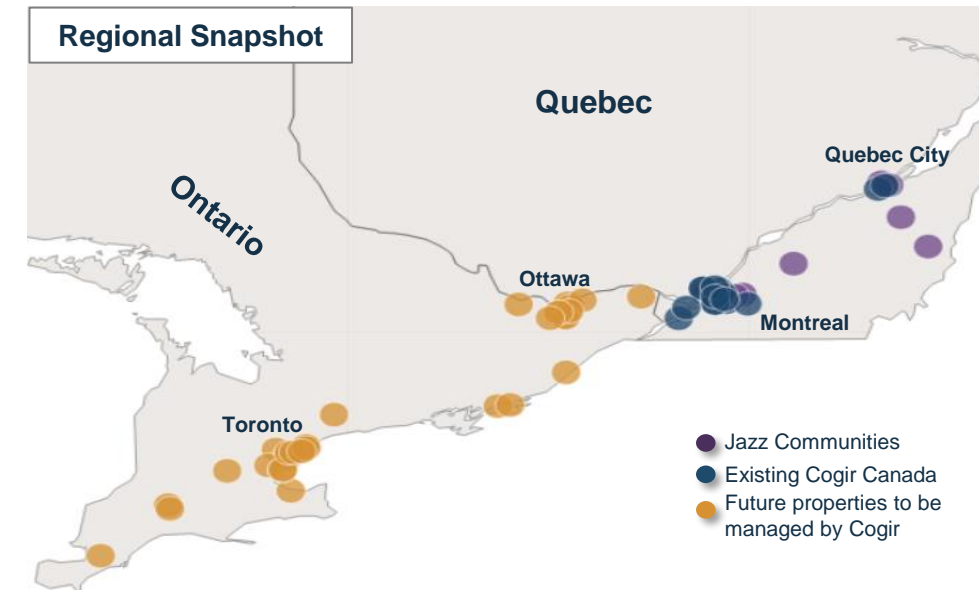 Regional Snapshot
Quebec
Quebec City
Ontario
Ottawa
Montreal
Toronto
Jazz Communities
Existing Cogir Canada
Future properties to be
managed by Cogir